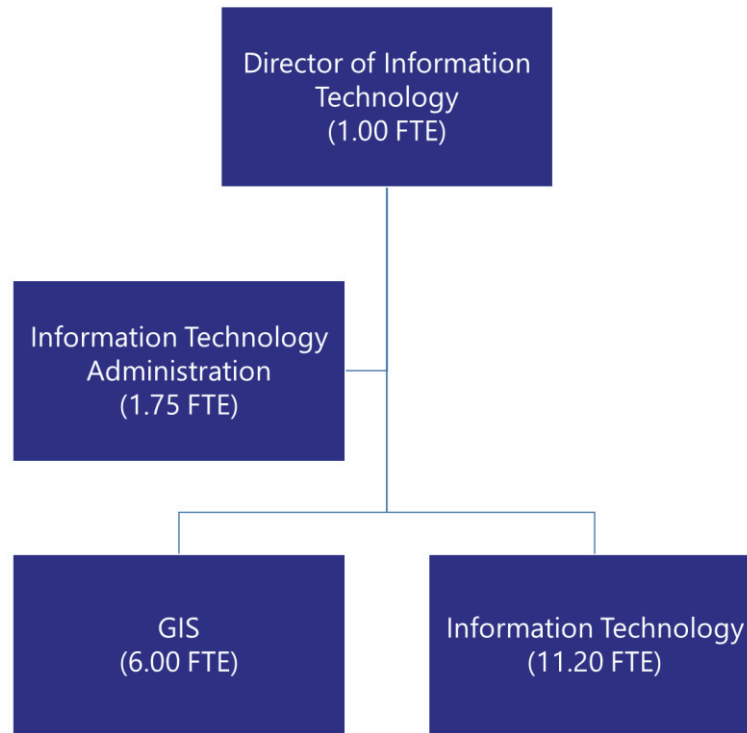 Director of Information
Technology
(1.00 FTE)
Information Technology
Administration
(1.75 FTE)
GIS
(6.00 FTE)
Information Technology
(11.20 FTE)